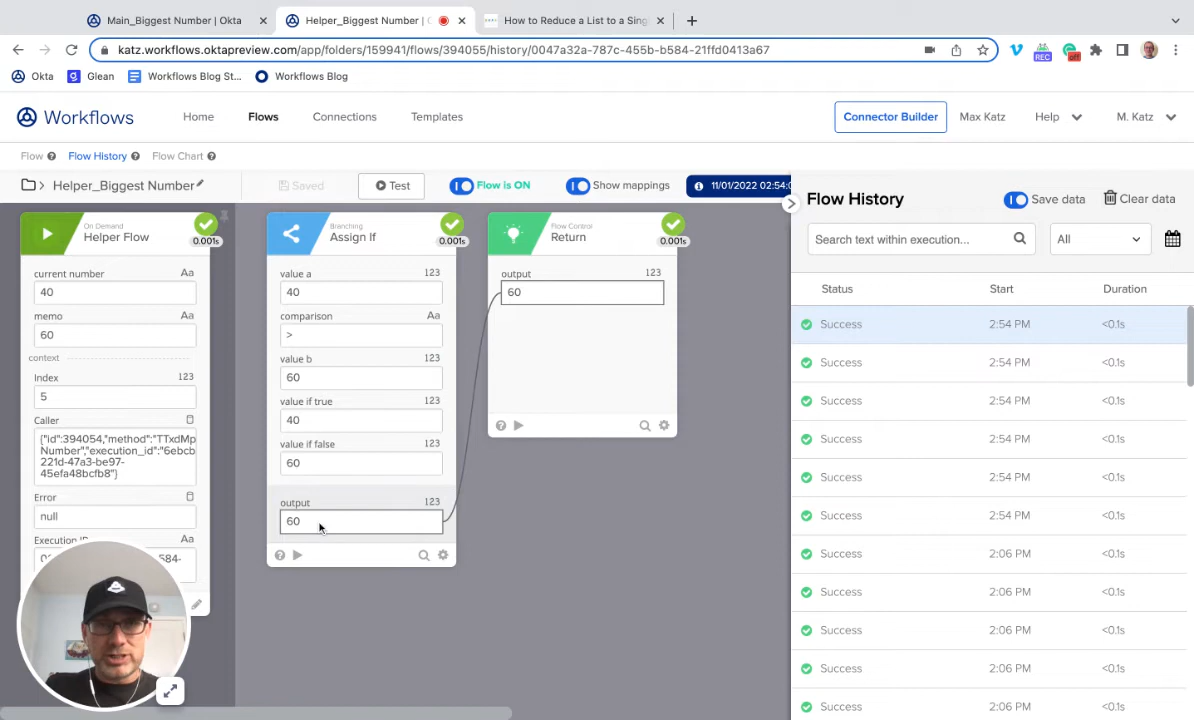 Main_Biggest Number | Okta
Helper_Biggest Number |
How to Reduce a List to a Sing
katz.workflows.oktapreview.com/app/folders/159941/flows/394055/history/0047a32a-787c-455b-b584-21ffd0413a67
REC
off
Okta
Glean
Workflows Blog St...
Workflows Blog
Workflows
Home
Flows
Connections
Templates
Connector Builder
Max Katz
Help
M. Katz
Flow
Flow History
Flow Chart
Helper_Biggest Number
Saved
Test
Flow is ON
Show mappings
11/01/2022 02:54:0
On Demand
Helper Flow
0.001s
current number Aa
40
memo Aa
60
context
Index 123
5
Caller
{"id":394054,"method":"TTxdMp
Number","execution_id":"6ebcb
221d-47a3-be97-
45efa48bcfb8"}
Error
null
Execution Aa
584-
Branching
Assign If
0.001s
value a 123
40
comparison Aa
>
value b 123
60
value if true 123
40
value if false 123
60
output 123
60
Flow Control
Return
0.001s
output 123
60
Flow History
Save data
Clear data
Search text within execution...
All
Status Start Duration
Success 2:54 PM <0.1s
Success 2:54 PM <0.1s
Success 2:54 PM <0.1s
Success 2:54 PM <0.1s
Success 2:54 PM <0.1s
Success 2:54 PM <0.1s
Success 2:06 PM <0.1s
Success 2:06 PM <0.1s
Success 2:06 PM <0.1s
Success 2:06 PM <0.1s
Success 2:06 PM <0.1s